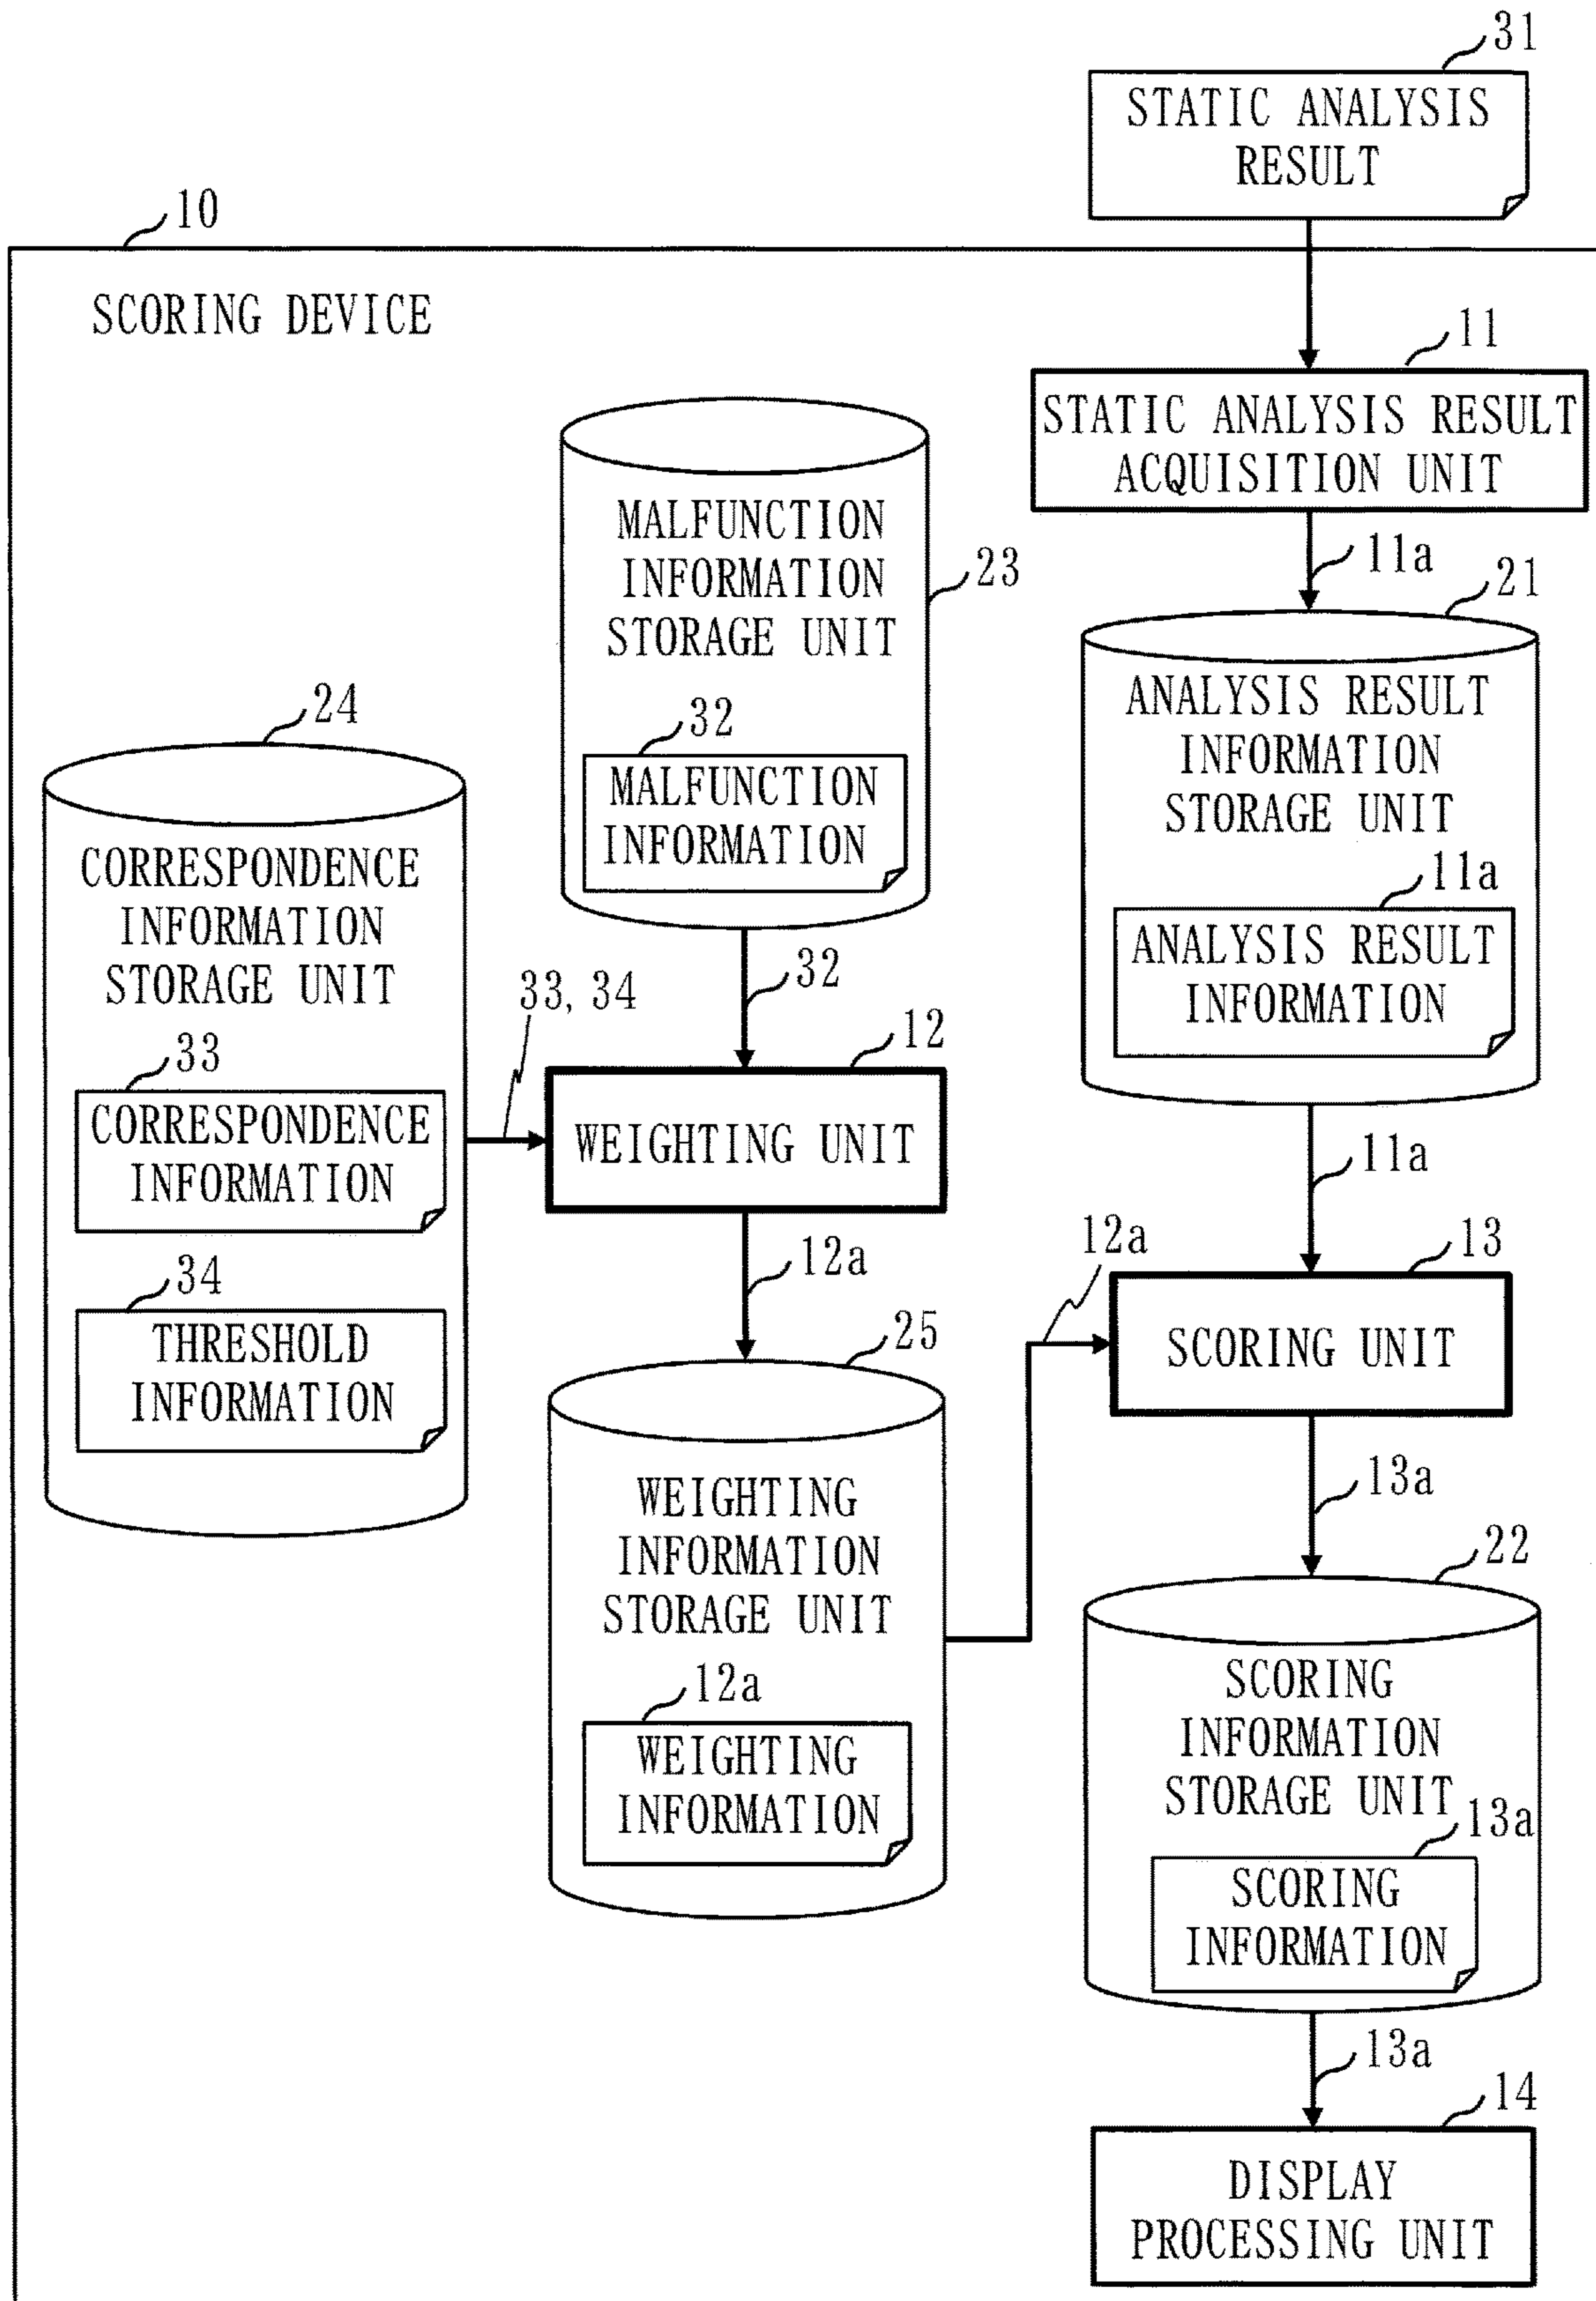 31
STATIC ANALYSIS
RESULT
10
SCORING DEVICE
11
STATIC ANALYSIS RESULT
ACQUISITION UNIT
11a
MALFUNCTION
INFORMATION
STORAGE UNIT
23
32
MALFUNCTION
INFORMATION
32
21
ANALYSIS RESULT
INFORMATION
STORAGE UNIT
11a
ANALYSIS RESULT
INFORMATION
11a
24
CORRESPONDENCE
INFORMATION
STORAGE UNIT
33
CORRESPONDENCE
INFORMATION
34
THRESHOLD
INFORMATION
33, 34
12
WEIGHTING UNIT
12a
25
WEIGHTING
INFORMATION
STORAGE UNIT
12a
WEIGHTING
INFORMATION
12a
13
SCORING UNIT
13a
22
SCORING
INFORMATION
STORAGE UNIT
13a
SCORING
INFORMATION
13a
14
DISPLAY
PROCESSING UNIT